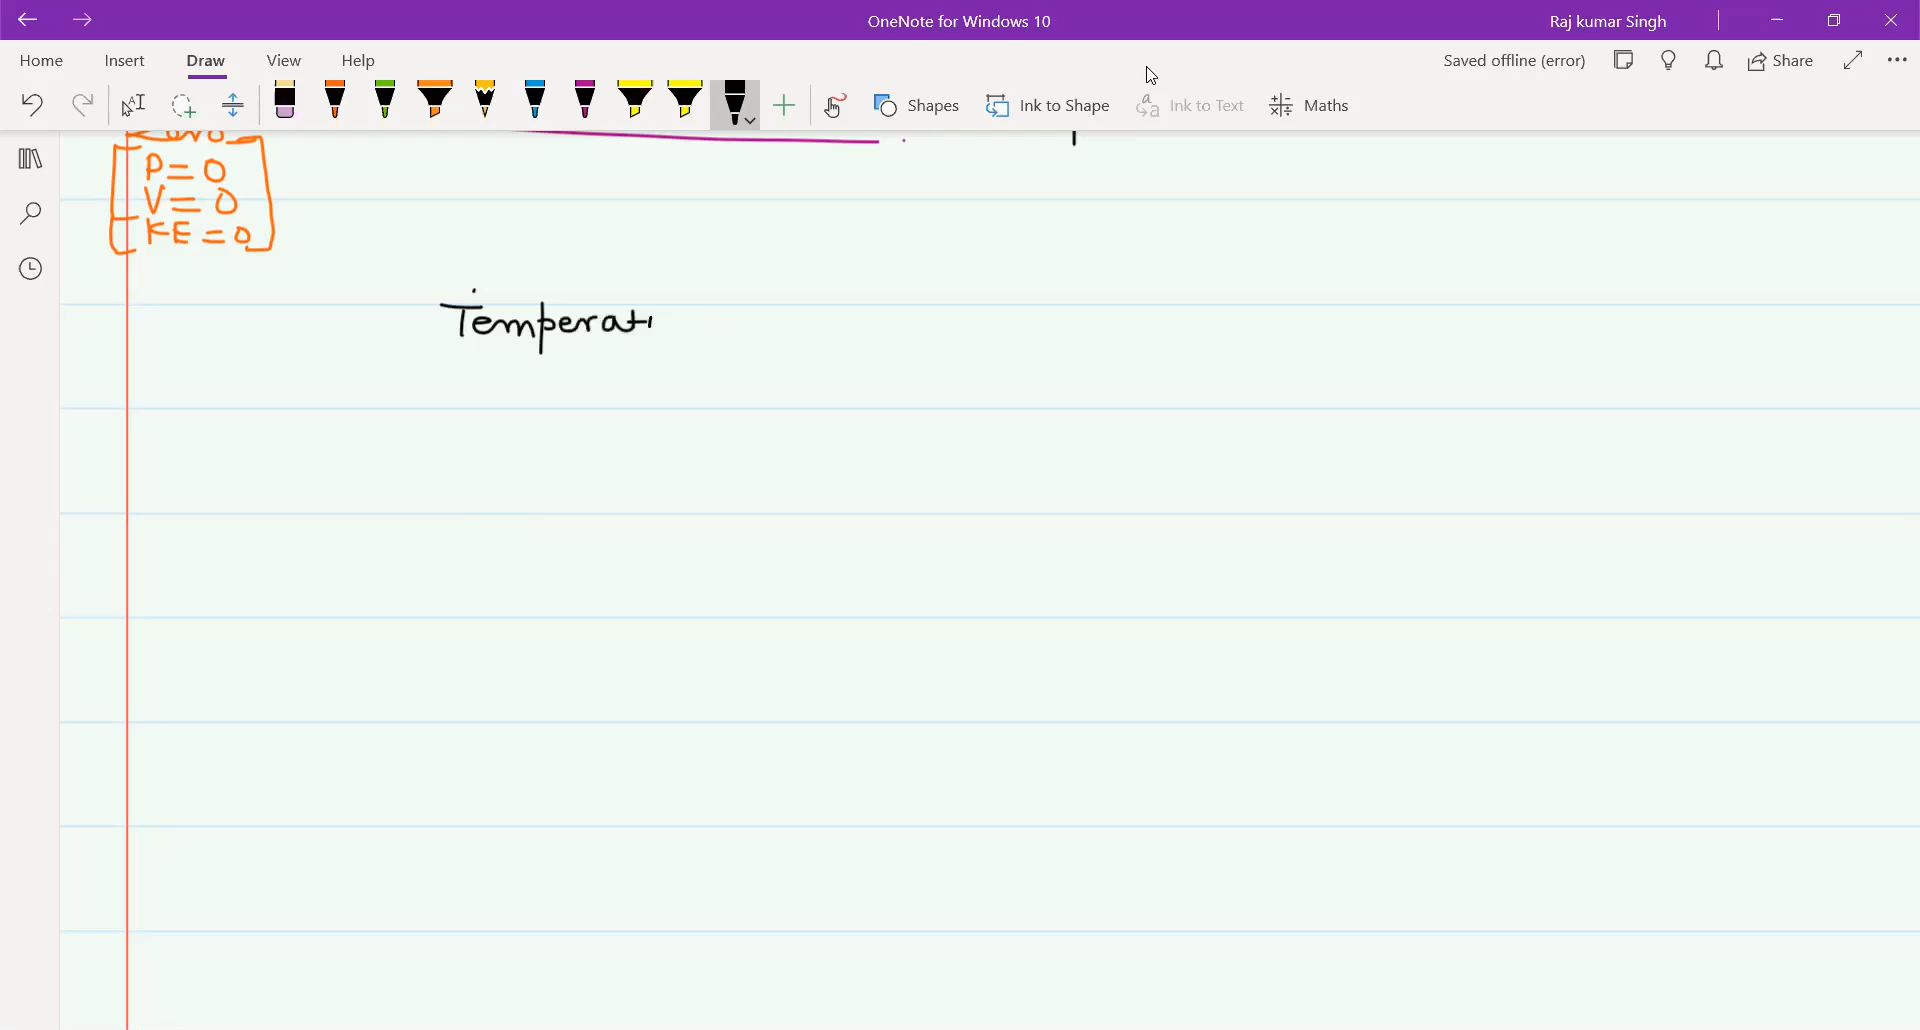 OneNote for Windows 10
Raj kumar Singh
Home Insert Draw View Help
Saved offline (error) Share
Shapes Ink to Shape Ink to Text Maths
P = 0
V = 0
KE = 0
Temperat